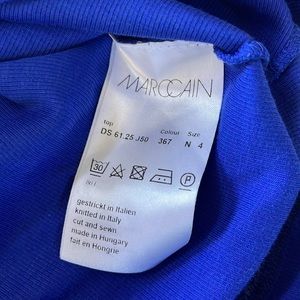 MARCCAIN
Top
Colour
Size
DS 61.25 J50
367
N 4
30
P
gestrickt in Italien
knitted in Italy
cut and sewn
made in Hungary
fait en Hongrie